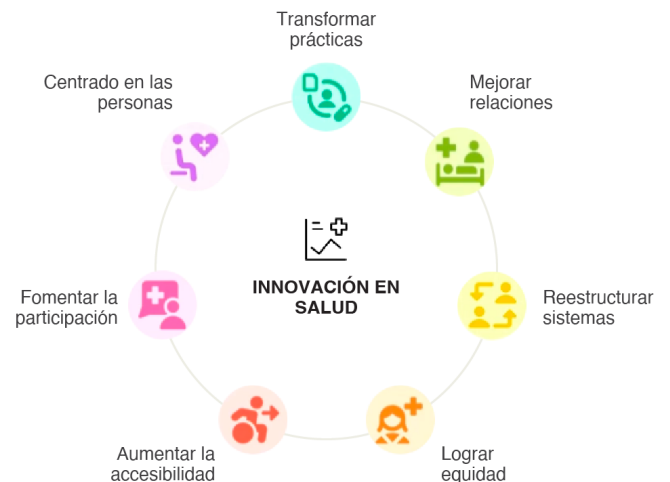 Transformar
prácticas
Centrado en las
personas
Mejorar
relaciones
INNOVACIÓN EN
SALUD
Fomentar la
participación
Reestructurar
sistemas
Aumentar la
accesibilidad
Lograr
equidad